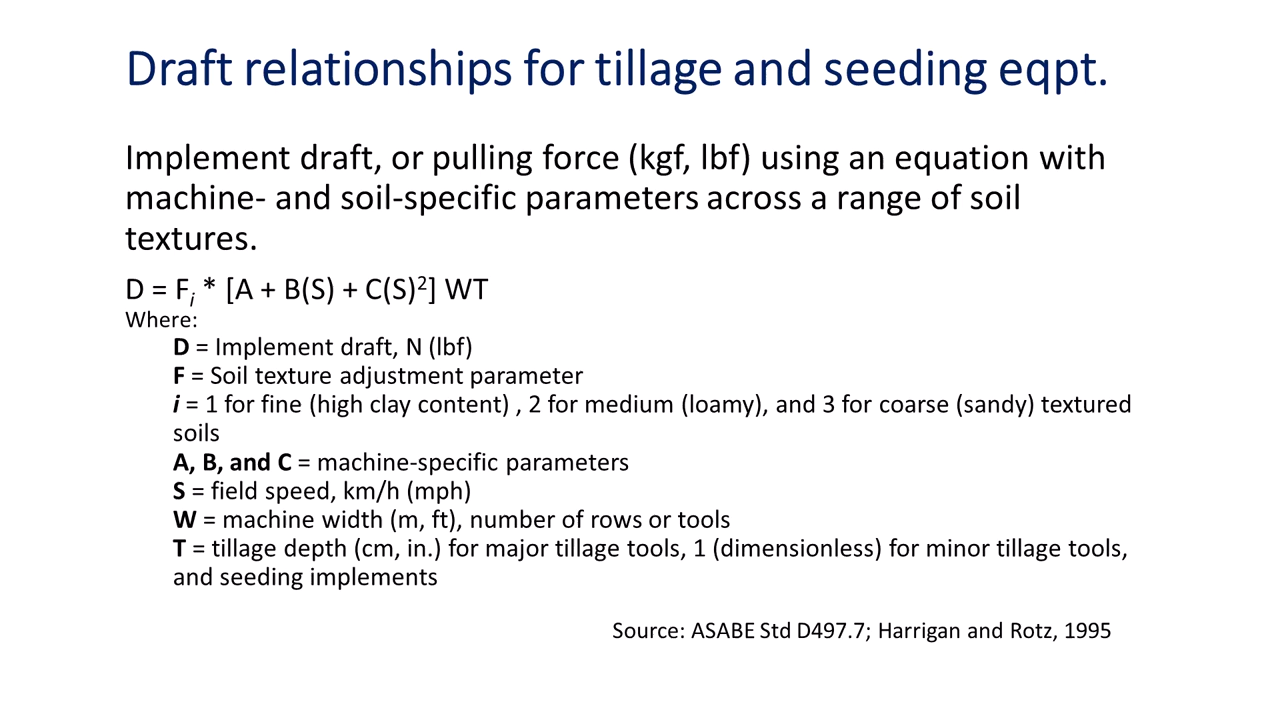 Draft relationships for tillage and seeding eqpt.
Implement draft, or pulling force (kgf, lbf) using an equation with
machine- and soil-specific parameters across a range of soil
textures.
D = Fᵢ * [A + B(S) + C(S)²] WT
Where:
D = Implement draft, N (lbf)
F = Soil texture adjustment parameter
i = 1 for fine (high clay content) , 2 for medium (loamy), and 3 for coarse (sandy) textured
soils
A, B, and C = machine-specific parameters
S = field speed, km/h (mph)
W = machine width (m, ft), number of rows or tools
T = tillage depth (cm, in.) for major tillage tools, 1 (dimensionless) for minor tillage tools,
and seeding implements
Source: ASABE Std D497.7; Harrigan and Rotz, 1995